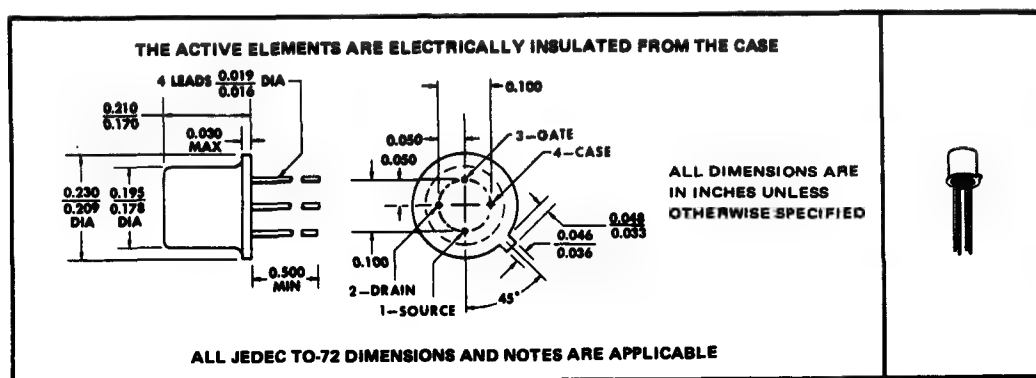 THE ACTIVE ELEMENTS ARE ELECTRICALLY INSULATED FROM THE CASE
4 LEADS 0.019 DIA
0.016
0.210
0.170
0.030
MAX
0.100
0.050
0.050
3–GATE
4–CASE
ALL DIMENSIONS ARE
IN INCHES UNLESS
OTHERWISE SPECIFIED
0.230
0.209
DIA
0.195
0.178
DIA
0.048
0.033
0.046
0.036
0.100
0.500
MIN
2–DRAIN
1–SOURCE
45°
ALL JEDEC TO-72 DIMENSIONS AND NOTES ARE APPLICABLE